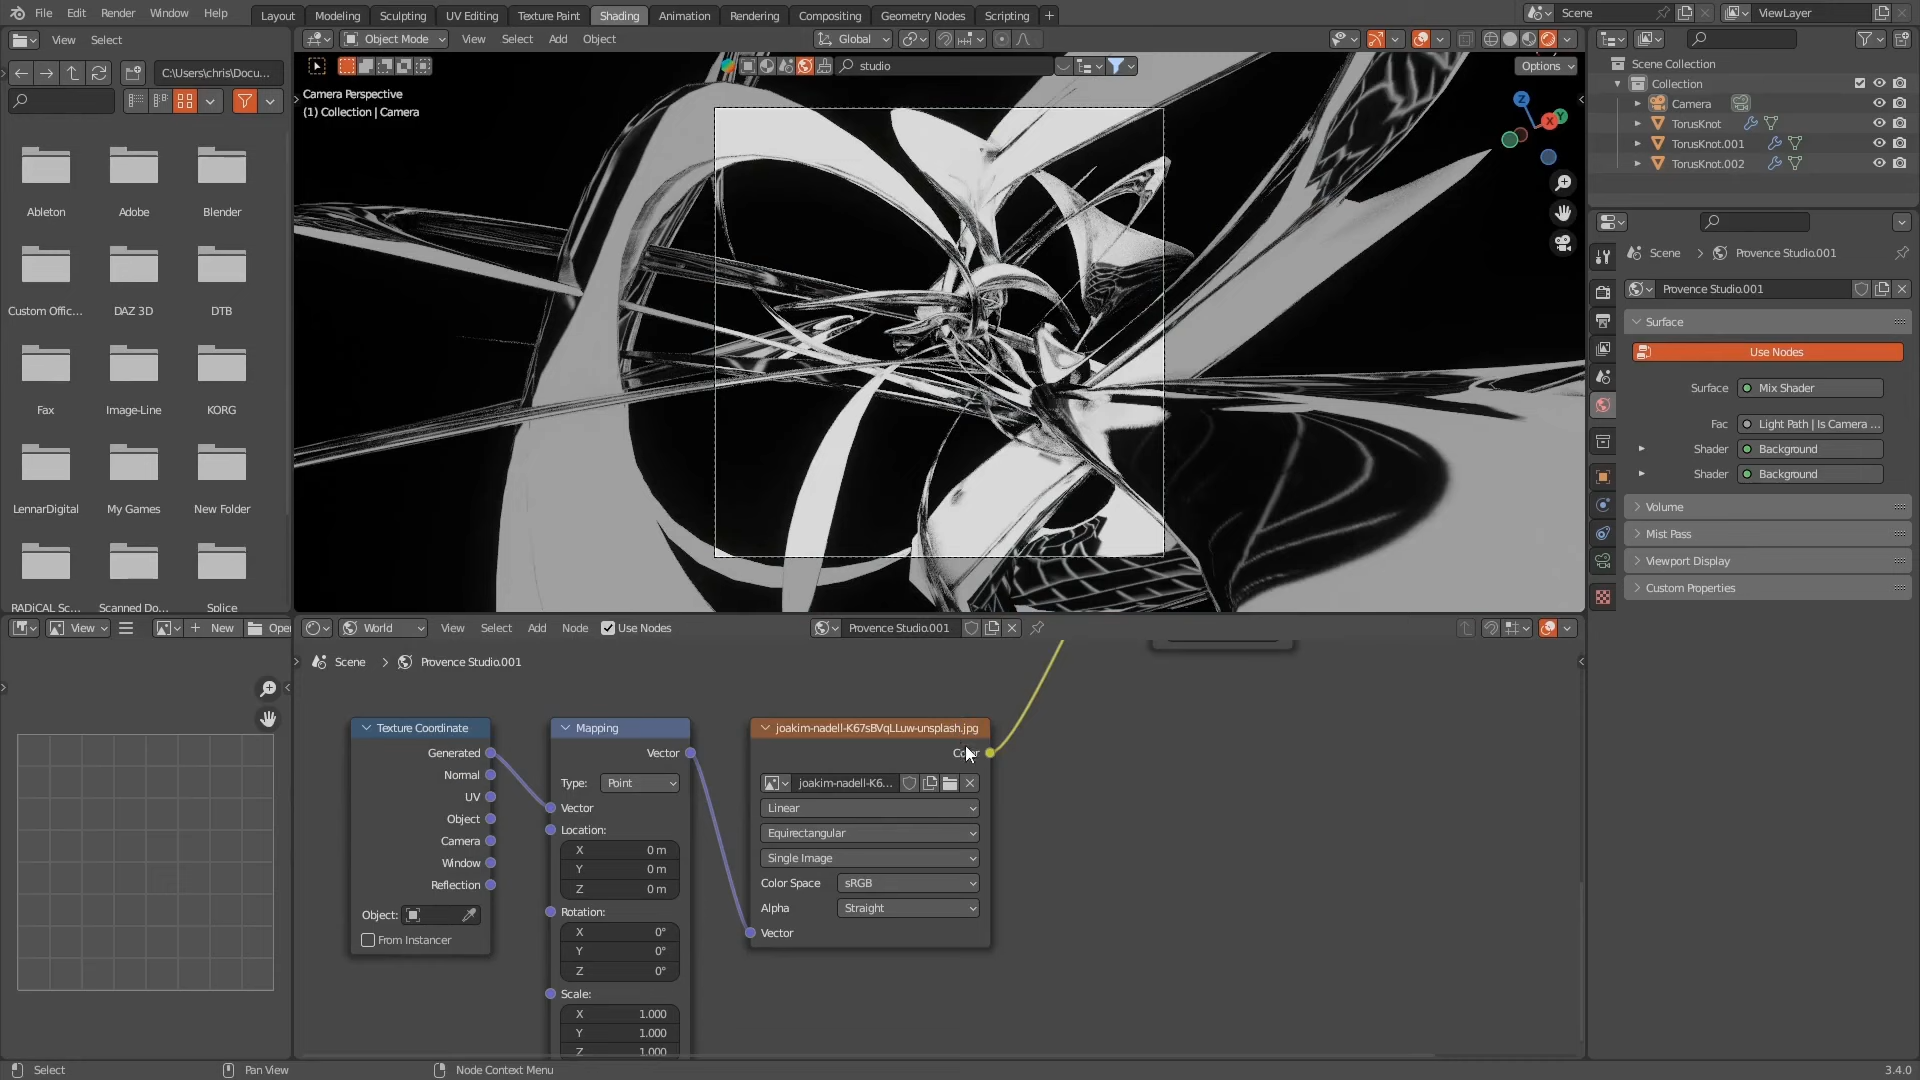 File Edit Render Window Help Layout Modeling Sculpting UV Editing Texture Paint Shading Animation Rendering Compositing Geometry Nodes Scripting + Scene ViewLayer
View Select Object Mode View Select Add Object Global
C:\Users\chris\Docu... studio Options
Camera Perspective
(1) Collection | Camera
Scene Collection
Collection
Camera
TorusKnot
TorusKnot.001
TorusKnot.002
Z
X
Y
Ableton Adobe Blender
Custom Offic... DAZ 3D DTB
Fax Image-Line KORG
LennarDigital My Games New Folder
RADiCAL Sc... Scanned Do... Splice
Scene > Provence Studio.001
Provence Studio.001
Surface
Use Nodes
Surface Mix Shader
Fac Light Path | Is Camera ...
Shader Background
Shader Background
Volume
Mist Pass
Viewport Display
Custom Properties
View + New Open
World View Select Add Node Use Nodes Provence Studio.001
Scene > Provence Studio.001
Texture Coordinate
Generated
Normal
UV
Object
Camera
Window
Reflection
Object:
From Instancer
Mapping
Vector
Type: Point
Vector
Location:
X 0 m
Y 0 m
Z 0 m
Rotation:
X 0°
Y 0°
Z 0°
Scale:
X 1.000
Y 1.000
Z 1.000
joakim-nadell-K67sBVqLLuw-unsplash.jpg
joakim-nadell-K6...
Linear
Equirectangular
Single Image
Color Space sRGB
Alpha Straight
Vector
Select Pan View Node Context Menu 3.4.0